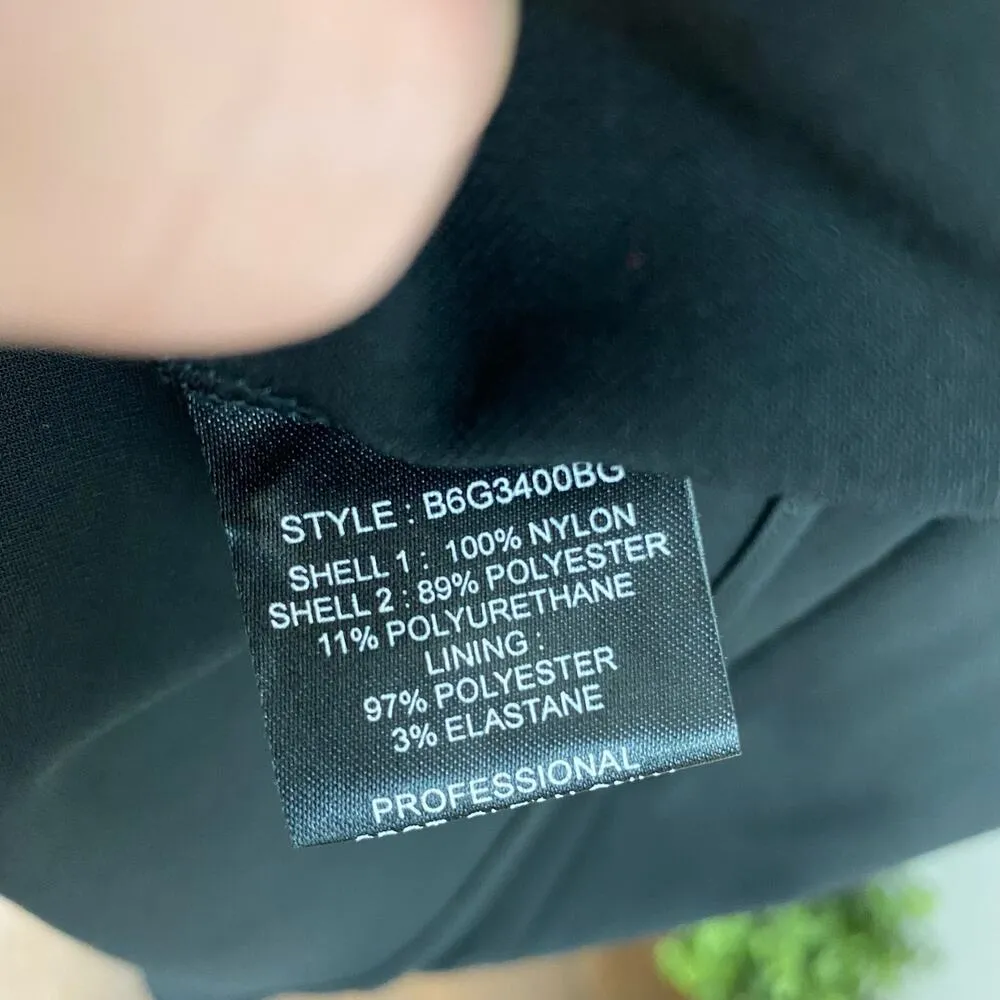 STYLE : B6G3400BG
SHELL 1 : 100% NYLON
SHELL 2 : 89% POLYESTER
11% POLYURETHANE
LINING :
97% POLYESTER
3% ELASTANE
PROFESSIONAL